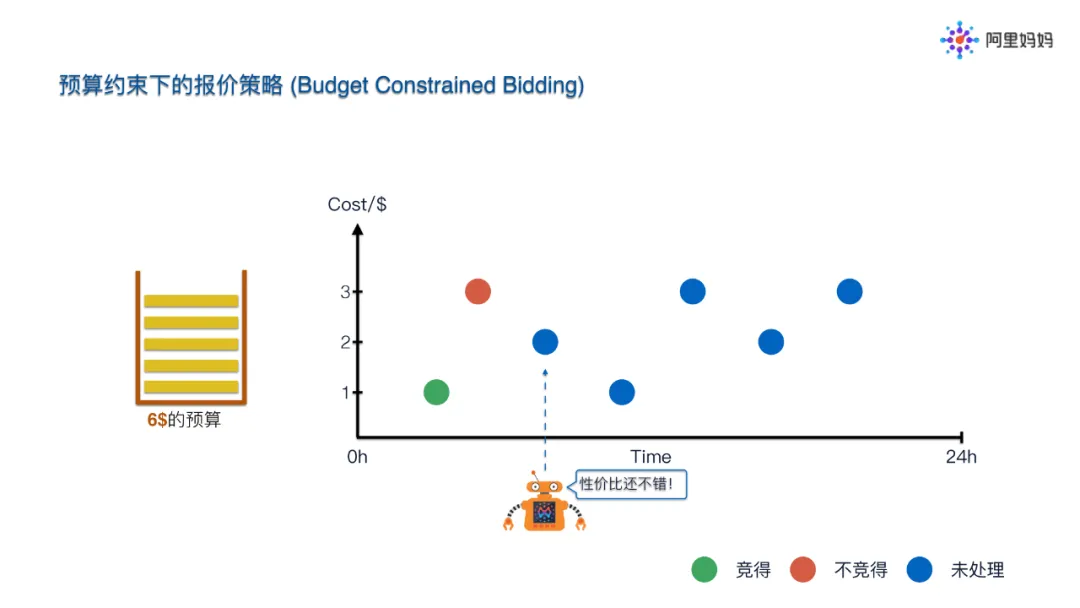 阿里妈妈
预算约束下的报价策略 (Budget Constrained Bidding)
Cost/$
3
2
1
6$的预算
0h
Time
24h
性价比还不错!
竞得
不竞得
未处理